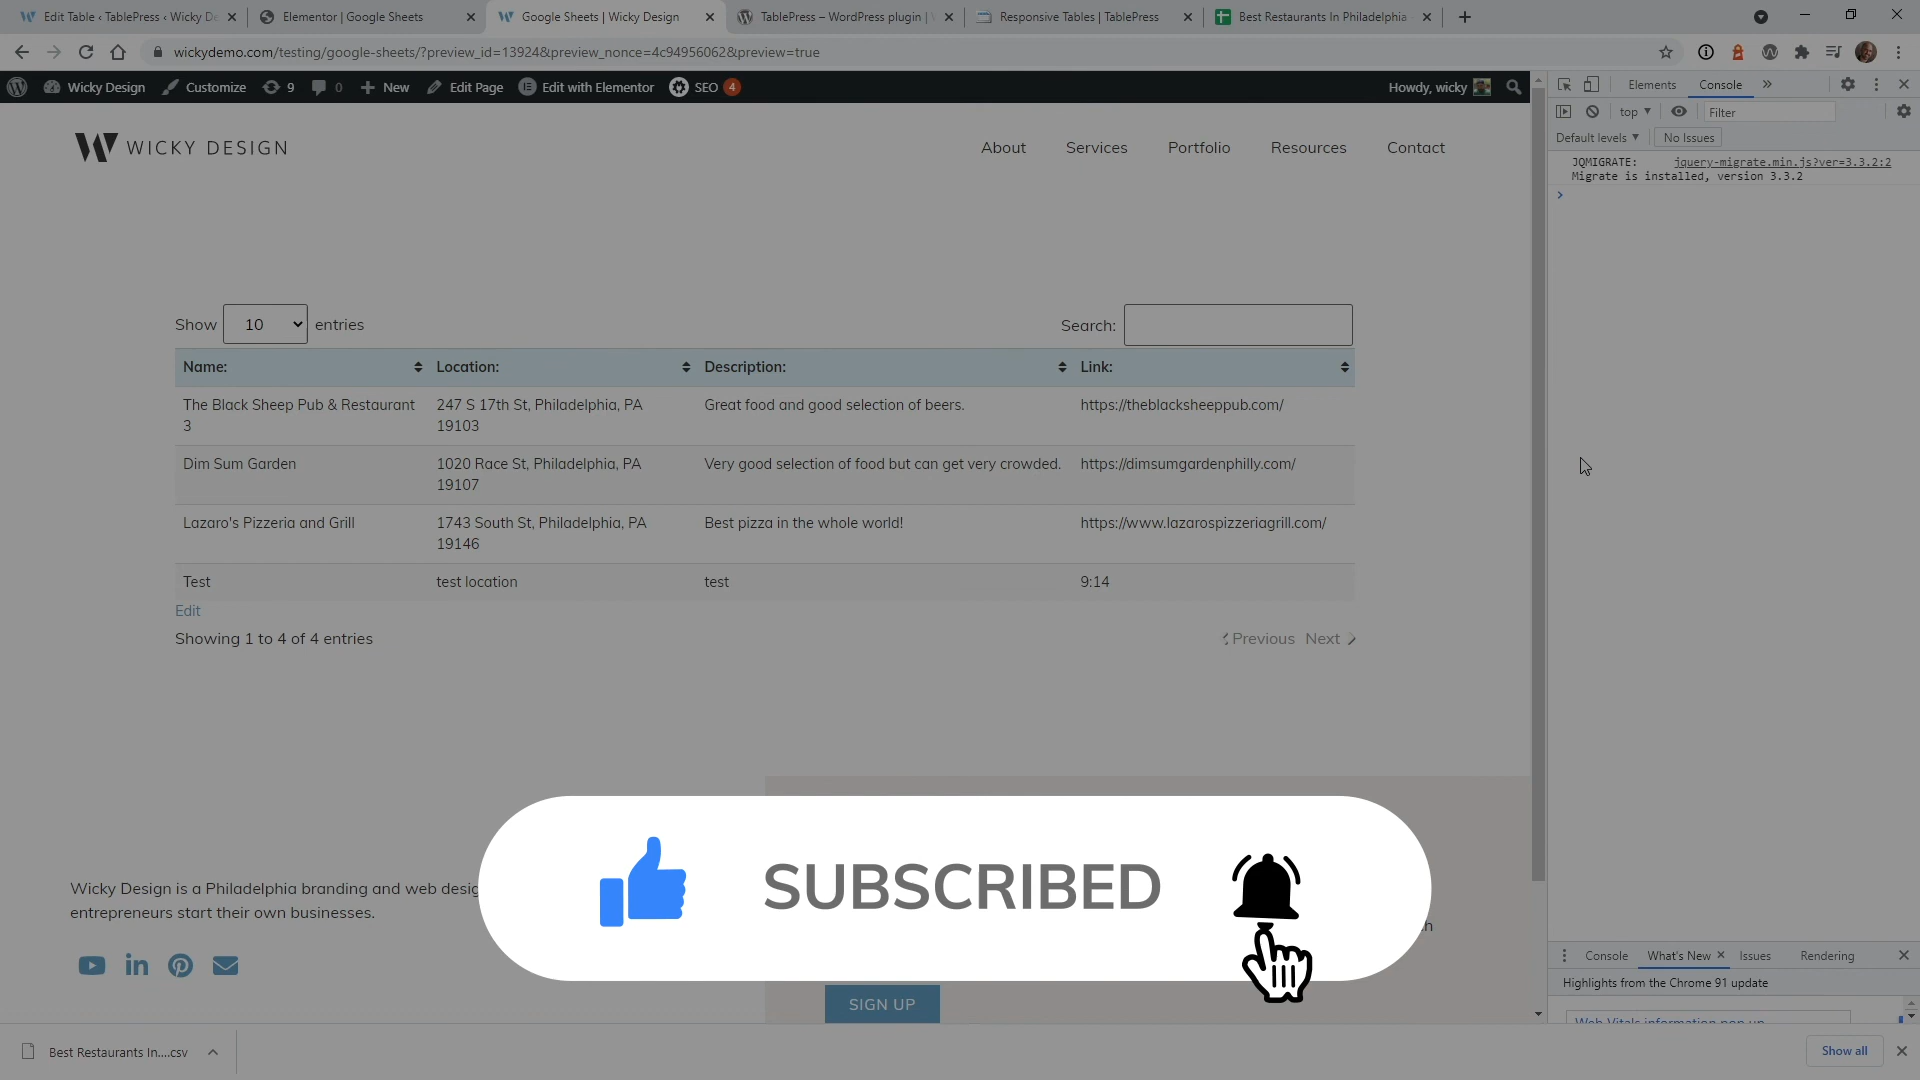 Edit Table ‹ TablePress ‹ Wicky De
Elementor | Google Sheets
Google Sheets | Wicky Design
TablePress – WordPress plugin |
Responsive Tables | TablePress
Best Restaurants In Philadelphia
wickydemo.com/testing/google-sheets/?preview_id=13924&preview_nonce=4c94956062&preview=true
Wicky Design
Customize
9
0
New
Edit Page
Edit with Elementor
SEO 4
Howdy, wicky
Elements
Console
top
Filter
Default levels
No Issues
JQMIGRATE: jquery-migrate.min.js?ver=3.3.2:2
Migrate is installed, version 3.3.2
WICKY DESIGN
About
Services
Portfolio
Resources
Contact
Show 10 entries
Search:
Name: Location: Description: Link:
The Black Sheep Pub & Restaurant 3
247 S 17th St, Philadelphia, PA 19103
Great food and good selection of beers.
https://theblacksheeppub.com/
Dim Sum Garden
1020 Race St, Philadelphia, PA 19107
Very good selection of food but can get very crowded.
https://dimsumgardenphilly.com/
Lazaro's Pizzeria and Grill
1743 South St, Philadelphia, PA 19146
Best pizza in the whole world!
https://www.lazarospizzeriagrill.com/
Test
test location
test
9:14
Edit
Showing 1 to 4 of 4 entries
Previous Next
SUBSCRIBED
Wicky Design is a Philadelphia branding and web desig
entrepreneurs start their own businesses.
SIGN UP
Console
What's New
Issues
Rendering
Highlights from the Chrome 91 update
Web Vitals information pop up
Best Restaurants In....csv
Show all